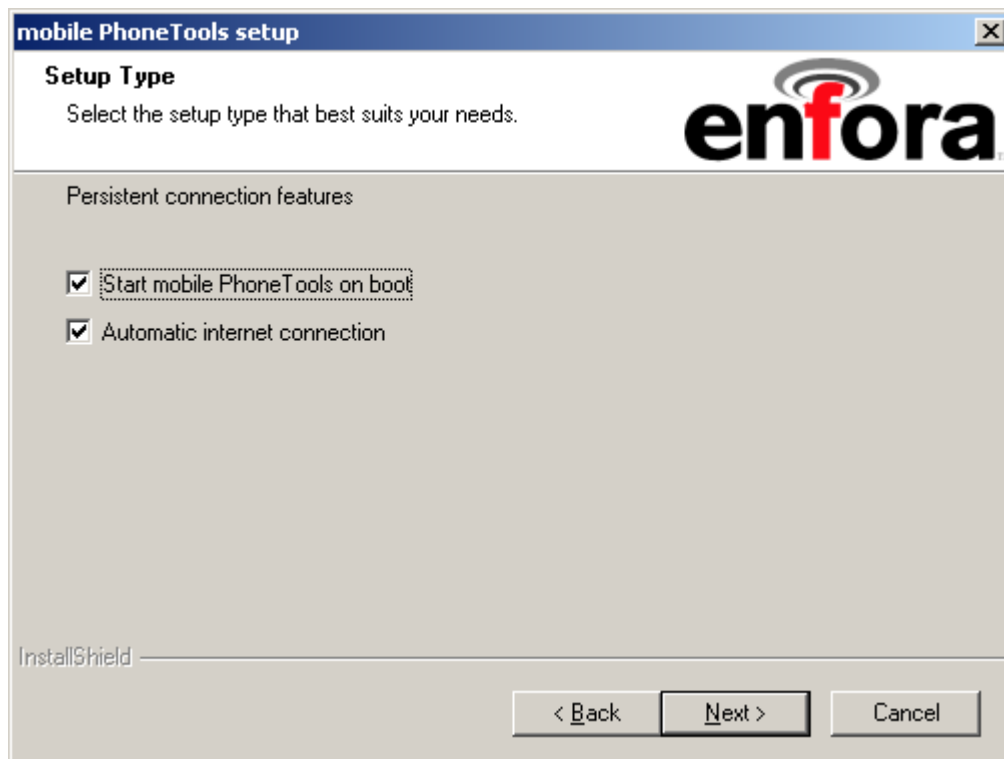 mobile PhoneTools setup
Setup Type
Select the setup type that best suits your needs.
enfora
Persistent connection features
Start mobile PhoneTools on boot
Automatic internet connection
InstallShield
< Back
Next >
Cancel